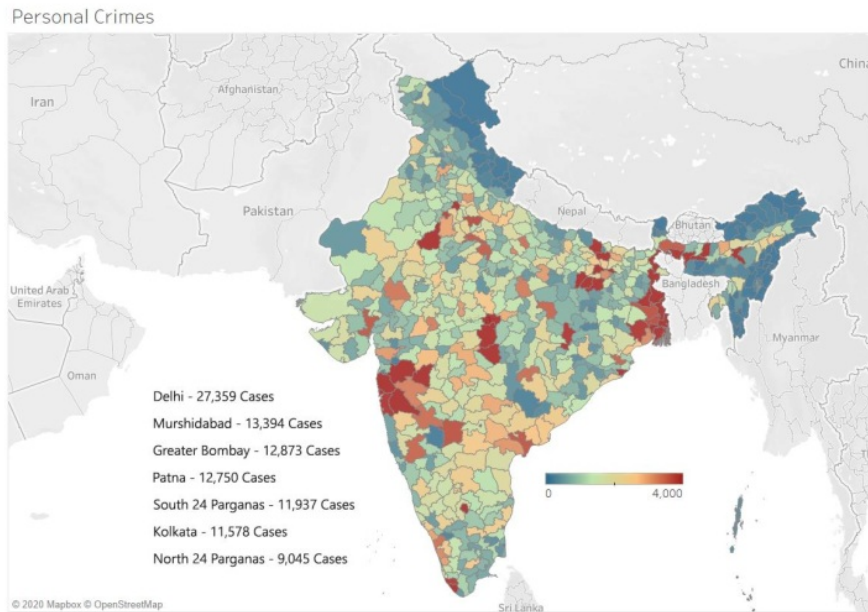 Personal Crimes
Iran
Afghanistan
China
Pakistan
Nepal
Bhutan
United Arab
Emirates
Bangladesh
Oman
Myanmar
Delhi - 27,359 Cases
Murshidabad - 13,394 Cases
Greater Bombay - 12,873 Cases
Patna - 12,750 Cases
South 24 Parganas - 11,937 Cases
Kolkata - 11,578 Cases
North 24 Parganas - 9,045 Cases
0
4,000
Sri Lanka
© 2020 Mapbox © OpenStreetMap